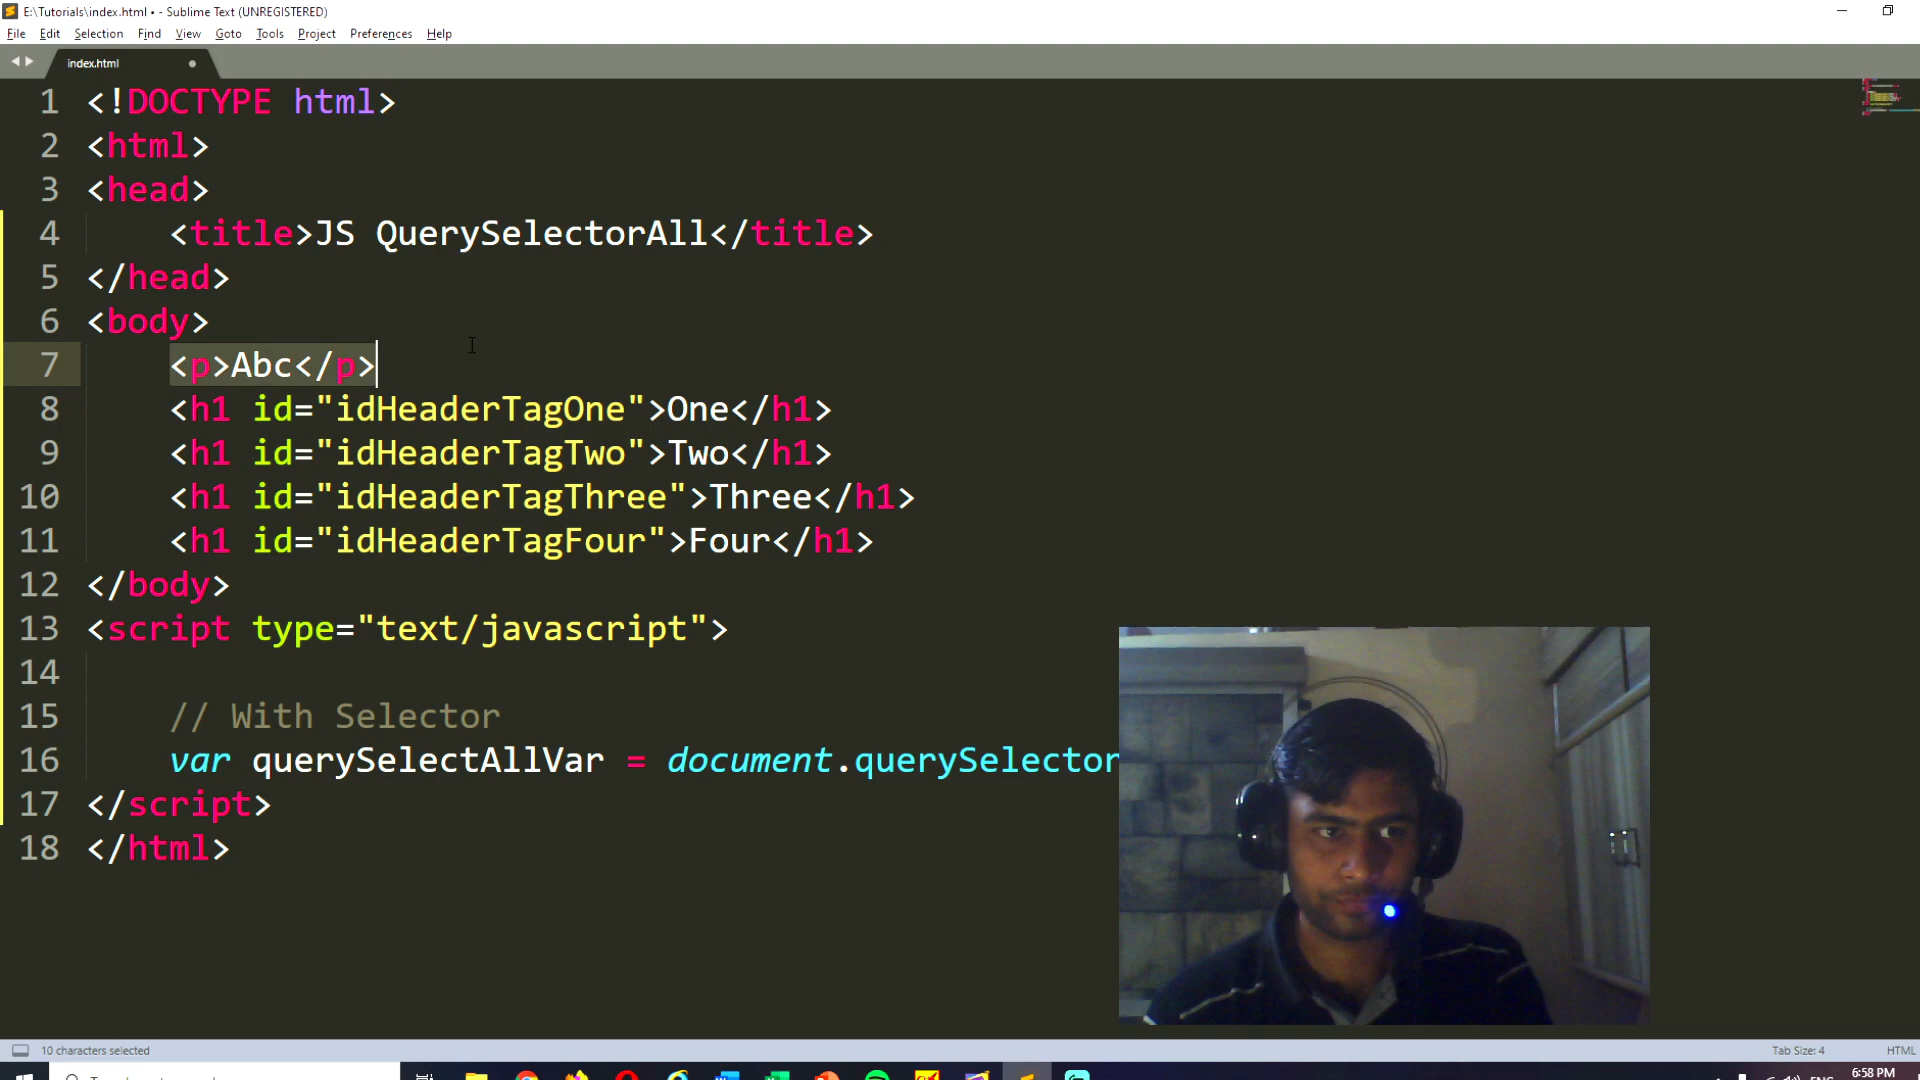 E:\Tutorials\index.html • - Sublime Text (UNREGISTERED)
File Edit Selection Find View Goto Tools Project Preferences Help
index.html
1 <!DOCTYPE html>
2 <html>
3 <head>
4 <title>JS QuerySelectorAll</title>
5 </head>
6 <body>
7 <p>Abc</p>
8 <h1 id="idHeaderTagOne">One</h1>
9 <h1 id="idHeaderTagTwo">Two</h1>
10 <h1 id="idHeaderTagThree">Three</h1>
11 <h1 id="idHeaderTagFour">Four</h1>
12 </body>
13 <script type="text/javascript">
14
15 // With Selector
16 var querySelectAllVar = document.querySelector
17 </script>
18 </html>
10 characters selected Tab Size: 4 HTML
6:58 PM